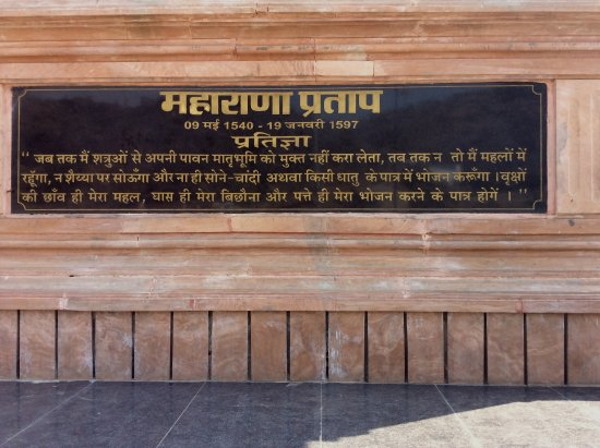 महाराणा प्रताप
09 मई 1540 - 19 जनवरी 1597
प्रतिज्ञा
“ जब तक मैं शत्रुओं से अपनी पावन मातृभूमि को मुक्त नहीं करा लेता, तब तक न तो मैं महलों में
रहूँगा, न शैय्या पर सोऊँगा और ना ही सोने-चांदी अथवा किसी धातु के पात्र में भोजन करूंगा । वृक्षों
की छाँव ही मेरा महल, घास ही मेरा बिछौना और पत्ते ही मेरा भोजन करने के पात्र होगें । ”